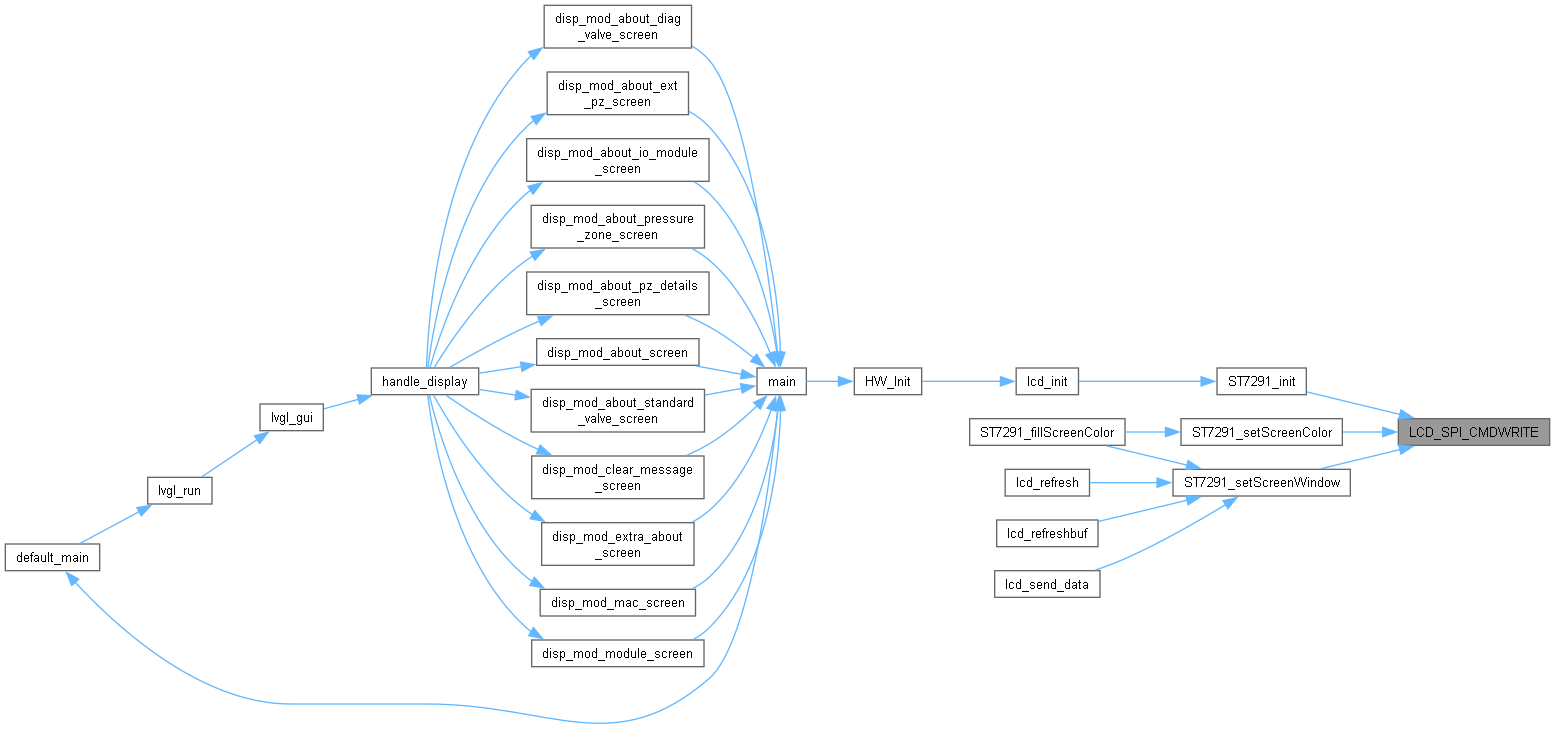 disp_mod_about_diag
_valve_screen
disp_mod_about_ext
_pz_screen
disp_mod_about_io_module
_screen
disp_mod_about_pressure
_zone_screen
disp_mod_about_pz_details
_screen
disp_mod_about_screen
handle_display
main
HW_Init
lcd_init
ST7291_init
disp_mod_about_standard
_valve_screen
lvgl_gui
ST7291_fillScreenColor
ST7291_setScreenColor
LCD_SPI_CMDWRITE
disp_mod_clear_message
_screen
lvgl_run
lcd_refresh
ST7291_setScreenWindow
disp_mod_extra_about
_screen
lcd_refreshbuf
default_main
lcd_send_data
disp_mod_mac_screen
disp_mod_module_screen